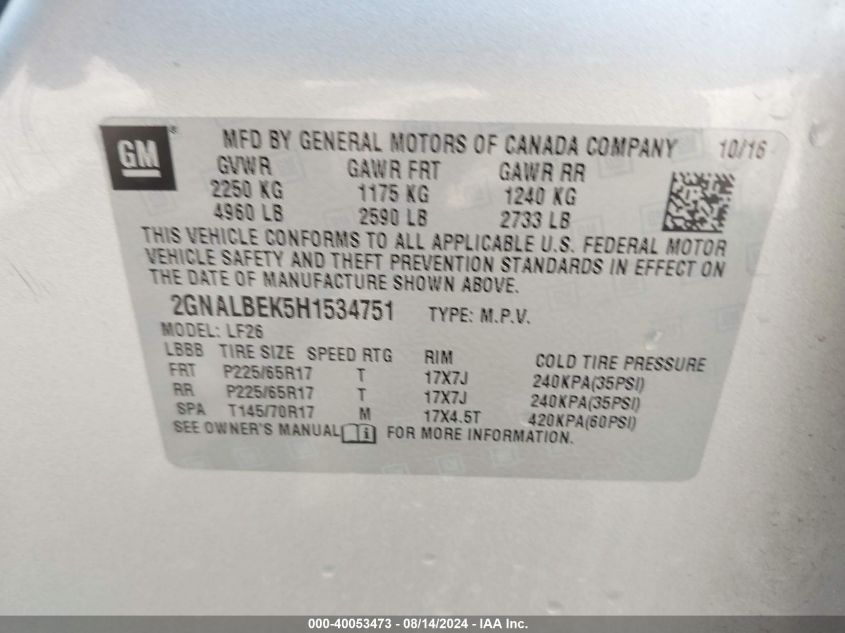 GM ® MFD BY GENERAL MOTORS OF CANADA COMPANY 10/16
GVWR GAWR FRT GAWR RR
2250 KG 1175 KG 1240 KG
4960 LB 2590 LB 2733 LB
THIS VEHICLE CONFORMS TO ALL APPLICABLE U.S. FEDERAL MOTOR
VEHICLE SAFETY AND THEFT PREVENTION STANDARDS IN EFFECT ON
THE DATE OF MANUFACTURE SHOWN ABOVE.
2GNALBEK5H1534751 TYPE: M.P.V.
MODEL: LF26
LBBB TIRE SIZE SPEED RTG RIM COLD TIRE PRESSURE
FRT P225/65R17 T 17X7J 240KPA(35PSI)
RR P225/65R17 T 17X7J 240KPA(35PSI)
SPA T145/70R17 M 17X4.5T 420KPA(60PSI)
SEE OWNER'S MANUAL i FOR MORE INFORMATION.
000-40053473 - 08/14/2024 - IAA Inc.